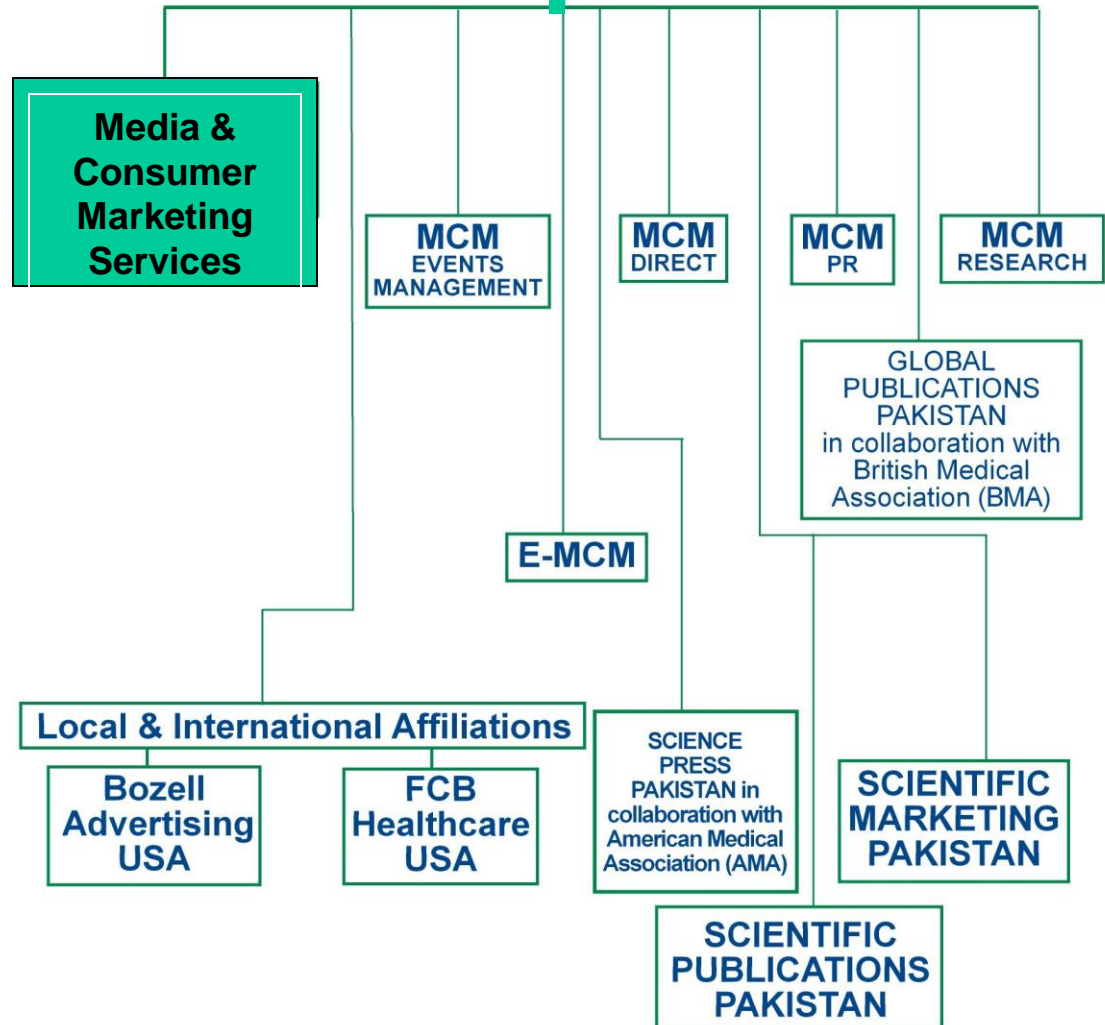 Media &
Consumer
Marketing
Services
MCM
EVENTS
MANAGEMENT
MCM
DIRECT
MCM
PR
MCM
RESEARCH
GLOBAL
PUBLICATIONS
PAKISTAN
in collaboration with
British Medical
Association (BMA)
E-MCM
Local & International Affiliations
Bozell
Advertising
USA
FCB
Healthcare
USA
SCIENCE
PRESS
PAKISTAN in
collaboration with
American Medical
Association (AMA)
SCIENTIFIC
MARKETING
PAKISTAN
SCIENTIFIC
PUBLICATIONS
PAKISTAN